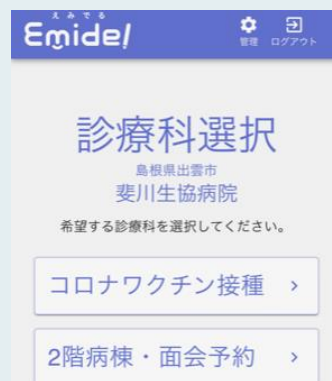 えみでる
Emidel
管理 ログアウト
診療科選択
島根県出雲市
斐川生協病院
希望する診療科を選択してください。
コロナワクチン接種
2階病棟・面会予約